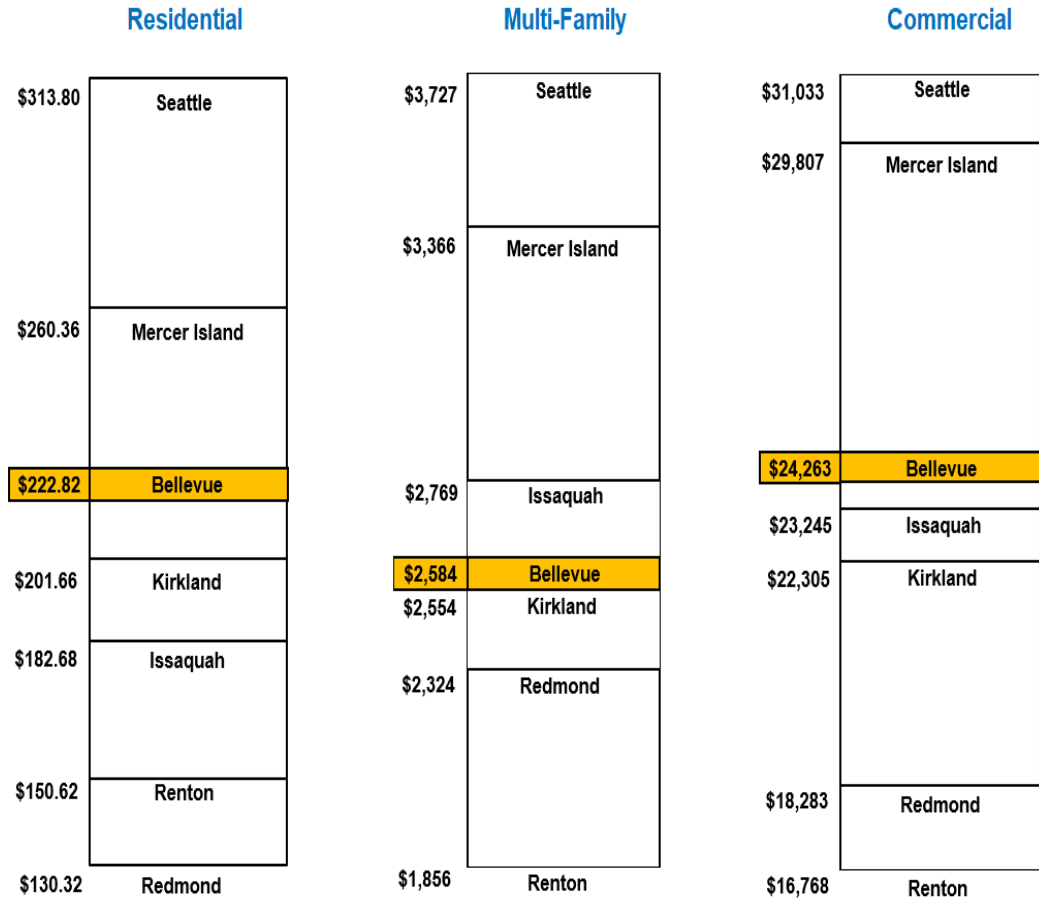 Residential
$313.80 Seattle
$260.36 Mercer Island
$222.82 Bellevue
$201.66 Kirkland
$182.68 Issaquah
$150.62 Renton
$130.32 Redmond
Multi-Family
$3,727 Seattle
$3,366 Mercer Island
$2,769 Issaquah
$2,584 Bellevue
$2,554 Kirkland
$2,324 Redmond
$1,856 Renton
Commercial
$31,033 Seattle
$29,807 Mercer Island
$24,263 Bellevue
$23,245 Issaquah
$22,305 Kirkland
$18,283 Redmond
$16,768 Renton